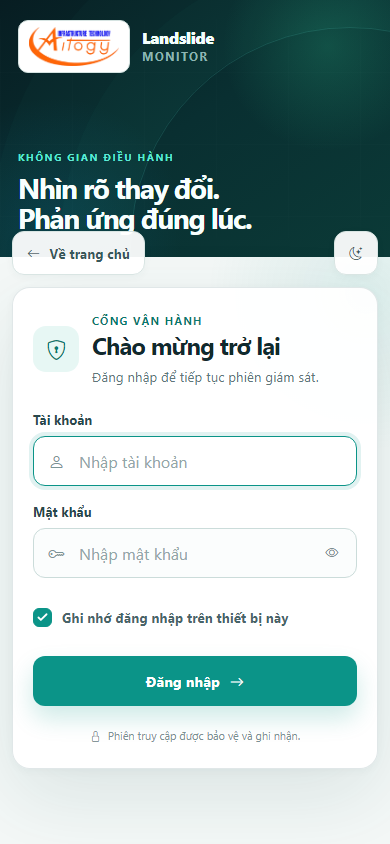 INFRASTRUCTURE TECHNOLOGY
Aitogy
Landslide
MONITOR
KHÔNG GIAN ĐIỀU HÀNH
Nhìn rõ thay đổi.
Phản ứng đúng lúc.
Về trang chủ
CỔNG VẬN HÀNH
Chào mừng trở lại
Đăng nhập để tiếp tục phiên giám sát.
Tài khoản
Nhập tài khoản
Mật khẩu
Nhập mật khẩu
Ghi nhớ đăng nhập trên thiết bị này
Đăng nhập
Phiên truy cập được bảo vệ và ghi nhận.